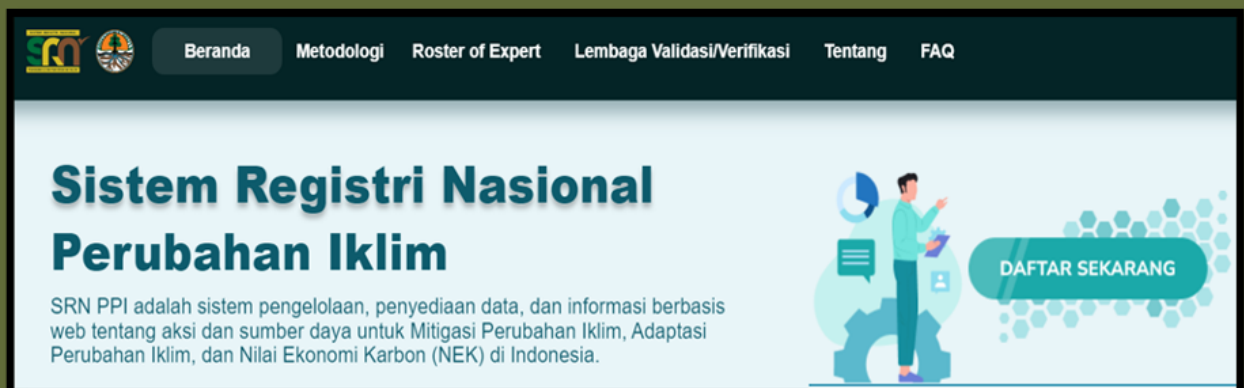 SRN
Beranda Metodologi Roster of Expert Lembaga Validasi/Verifikasi Tentang FAQ
Sistem Registri Nasional
Perubahan Iklim
SRN PPI adalah sistem pengelolaan, penyediaan data, dan informasi berbasis
web tentang aksi dan sumber daya untuk Mitigasi Perubahan Iklim, Adaptasi
Perubahan Iklim, dan Nilai Ekonomi Karbon (NEK) di Indonesia.
DAFTAR SEKARANG